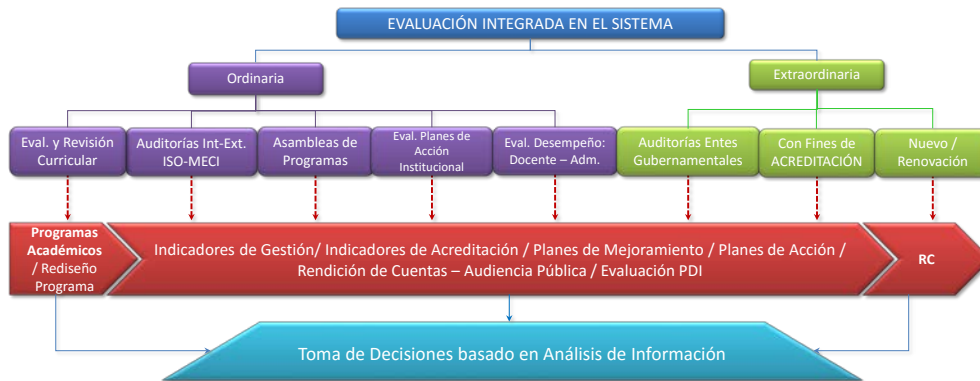 EVALUACIÓN INTEGRADA EN EL SISTEMA
Ordinaria
Extraordinaria
Eval. y Revisión
Curricular
Auditorías Int-Ext.
ISO-MECI
Asambleas de
Programas
Eval. Planes de
Acción
Institucional
Eval. Desempeño:
Docente – Adm.
Auditorías Entes
Gubernamentales
Con Fines de
ACREDITACIÓN
Nuevo /
Renovación
Programas
Académicos
/ Rediseño
Programa
Indicadores de Gestión/ Indicadores de Acreditación / Planes de Mejoramiento / Planes de Acción /
Rendición de Cuentas – Audiencia Pública / Evaluación PDI
RC
Toma de Decisiones basado en Análisis de Información